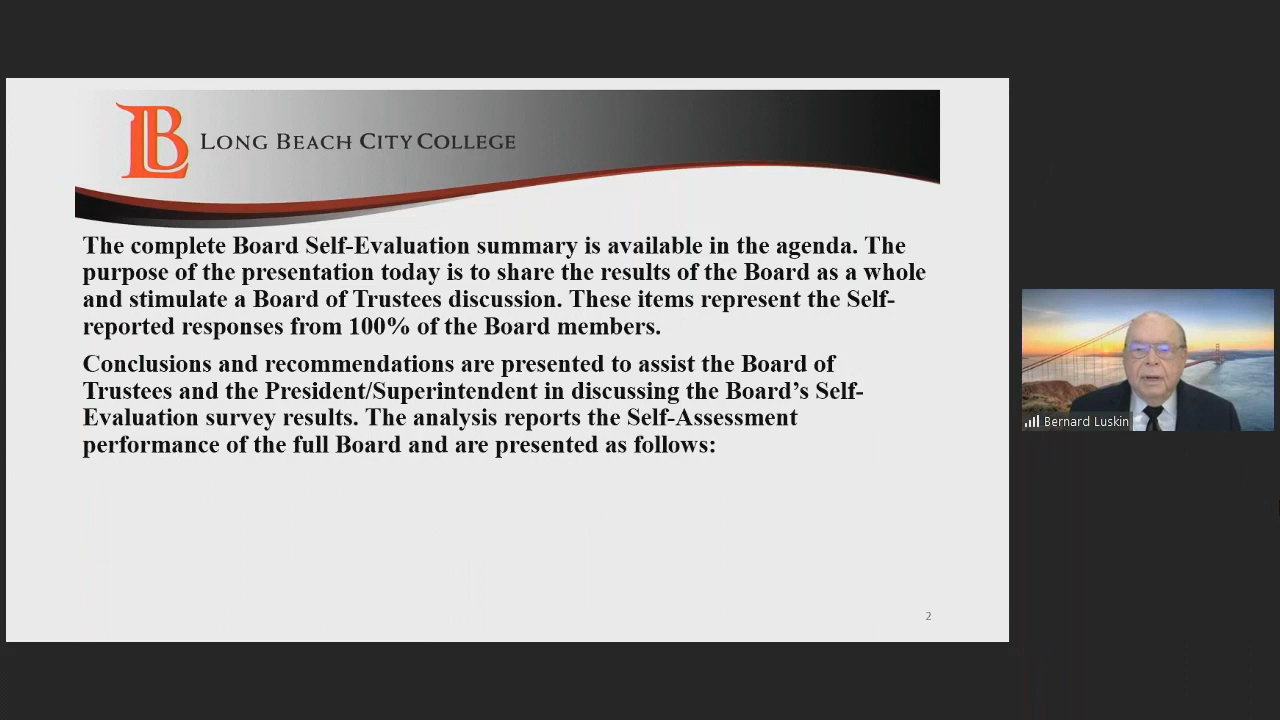 LB
LONG BEACH CITY COLLEGE
The complete Board Self-Evaluation summary is available in the agenda. The
purpose of the presentation today is to share the results of the Board as a whole
and stimulate a Board of Trustees discussion. These items represent the Self-
reported responses from 100% of the Board members.
Conclusions and recommendations are presented to assist the Board of
Trustees and the President/Superintendent in discussing the Board’s Self-
Evaluation survey results. The analysis reports the Self-Assessment
performance of the full Board and are presented as follows:
2
Bernard Luskin